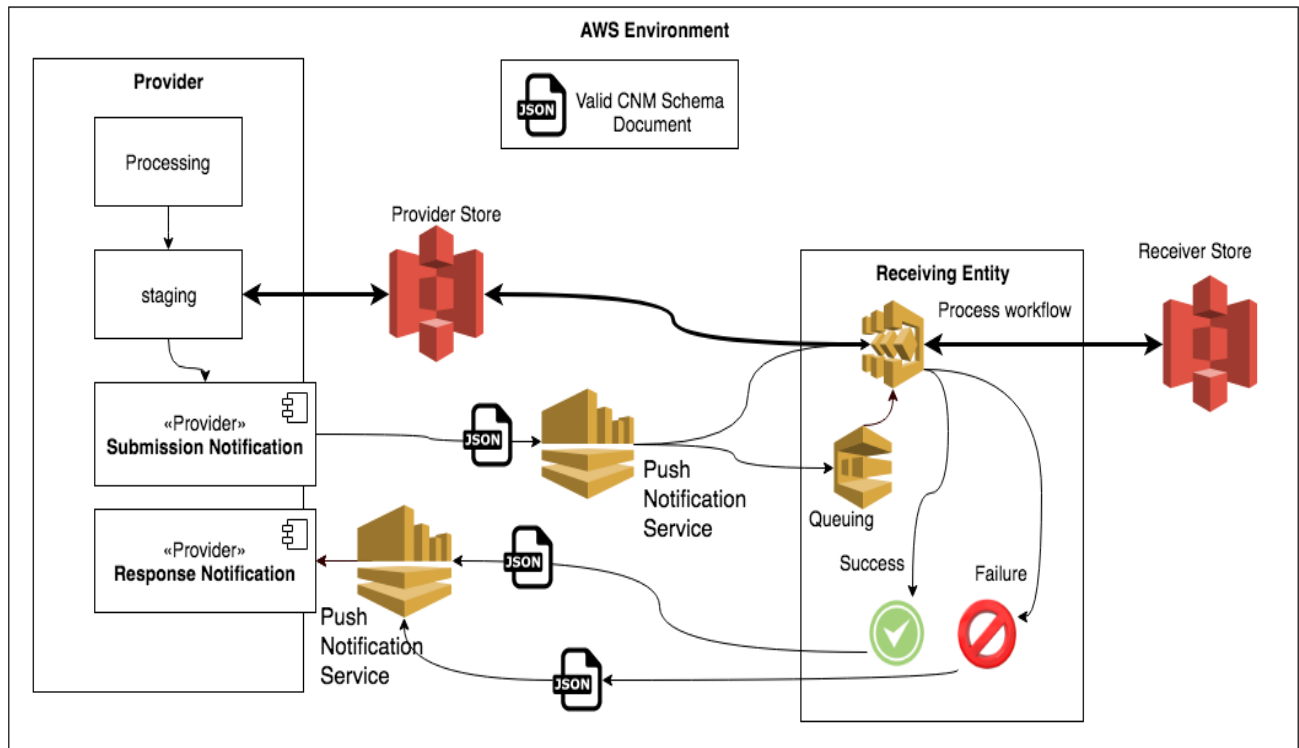 AWS Environment
Provider
JSON
Valid CNM Schema
Document
Processing
Provider Store
staging
Receiving Entity
Receiver Store
Process workflow
«Provider»
Submission Notification
JSON
Push
Notification
Service
Queuing
«Provider»
Response Notification
JSON
Success
Failure
Push
Notification
Service
JSON